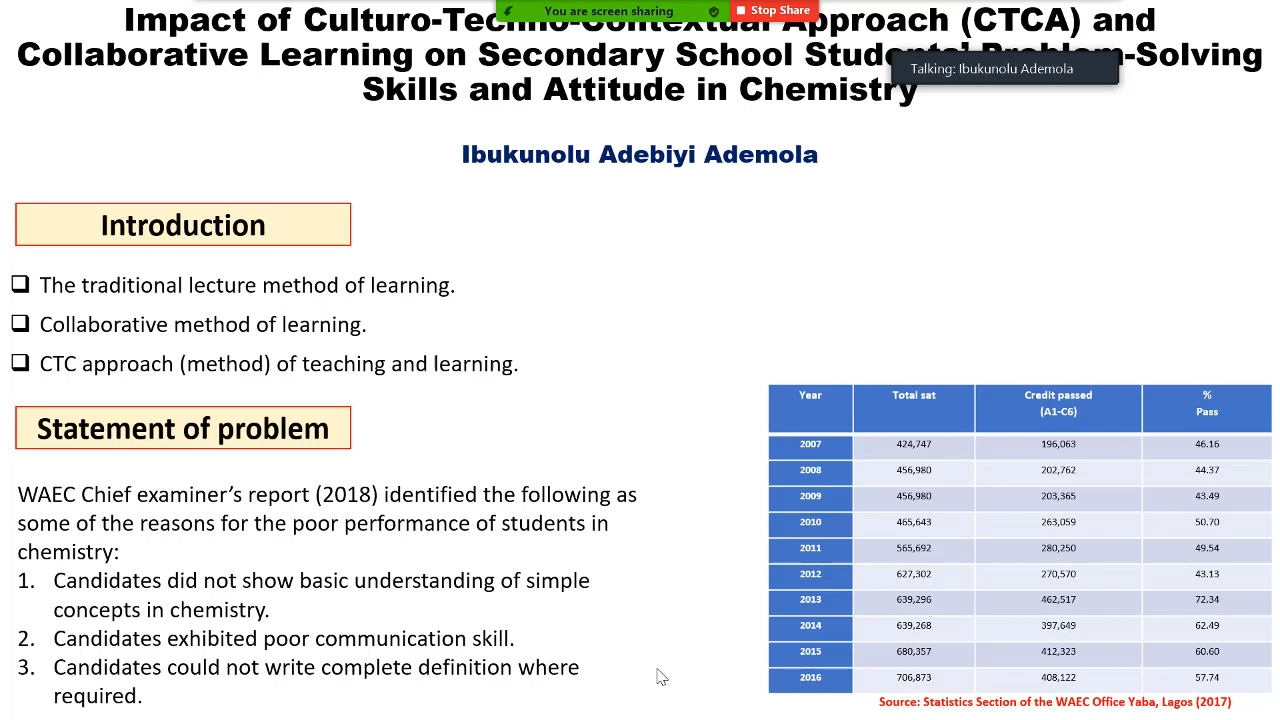 You are screen sharing
Stop Share
Impact of Culturo-Techno-Contextual Approach (CTCA) and
Collaborative Learning on Secondary School Students' Problem-Solving
Talking: Ibukunolu Ademola
Skills and Attitude in Chemistry
Ibukunolu Adebiyi Ademola
Introduction
The traditional lecture method of learning.
Collaborative method of learning.
CTC approach (method) of teaching and learning.
Statement of problem
WAEC Chief examiner's report (2018) identified the following as
some of the reasons for the poor performance of students in
chemistry:
1. Candidates did not show basic understanding of simple
concepts in chemistry.
2. Candidates exhibited poor communication skill.
3. Candidates could not write complete definition where
required.
Year Total sat Credit passed %
(A1-C6) Pass
2007 424,747 196,063 46.16
2008 456,980 202,762 44.37
2009 456,980 203,365 43.49
2010 465,643 263,059 50.70
2011 565,692 280,250 49.54
2012 627,302 270,570 43.13
2013 639,296 462,517 72.34
2014 639,268 397,649 62.49
2015 680,357 412,323 60.60
2016 706,873 408,122 57.74
Source: Statistics Section of the WAEC Office Yaba, Lagos (2017)